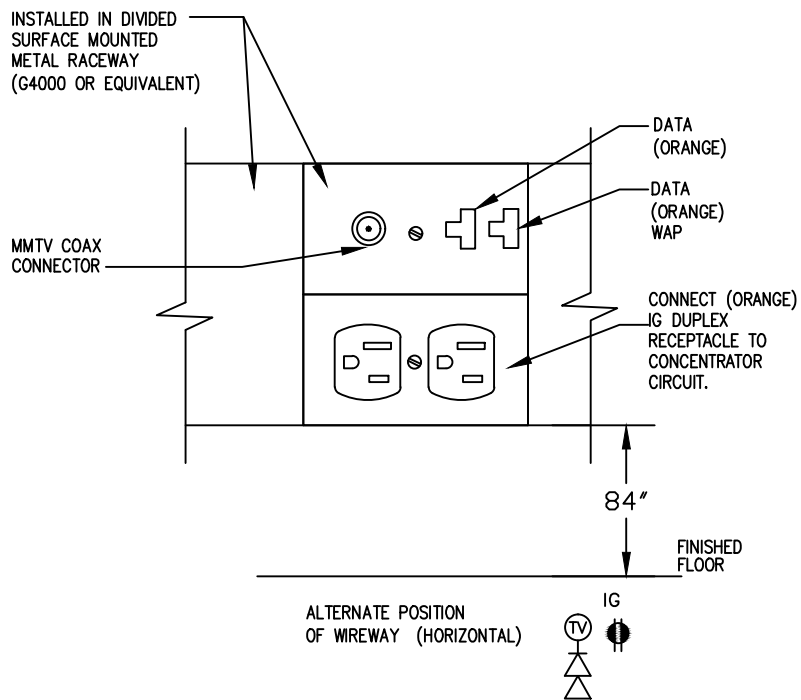 INSTALLED IN DIVIDED
SURFACE MOUNTED
METAL RACEWAY
(G4000 OR EQUIVALENT)
DATA
(ORANGE)
DATA
(ORANGE)
WAP
MMTV COAX
CONNECTOR
CONNECT (ORANGE)
IG DUPLEX
RECEPTACLE TO
CONCENTRATOR
CIRCUIT.
84"
FINISHED
FLOOR
ALTERNATE POSITION
OF WIREWAY (HORIZONTAL)
IG
TV